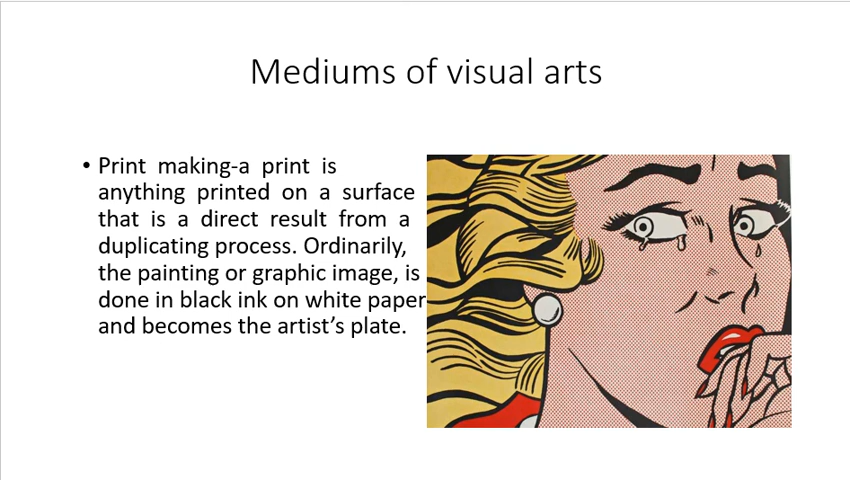 Mediums of visual arts
• Print making-a print is
anything printed on a surface
that is a direct result from a
duplicating process. Ordinarily,
the painting or graphic image, is
done in black ink on white paper
and becomes the artist’s plate.